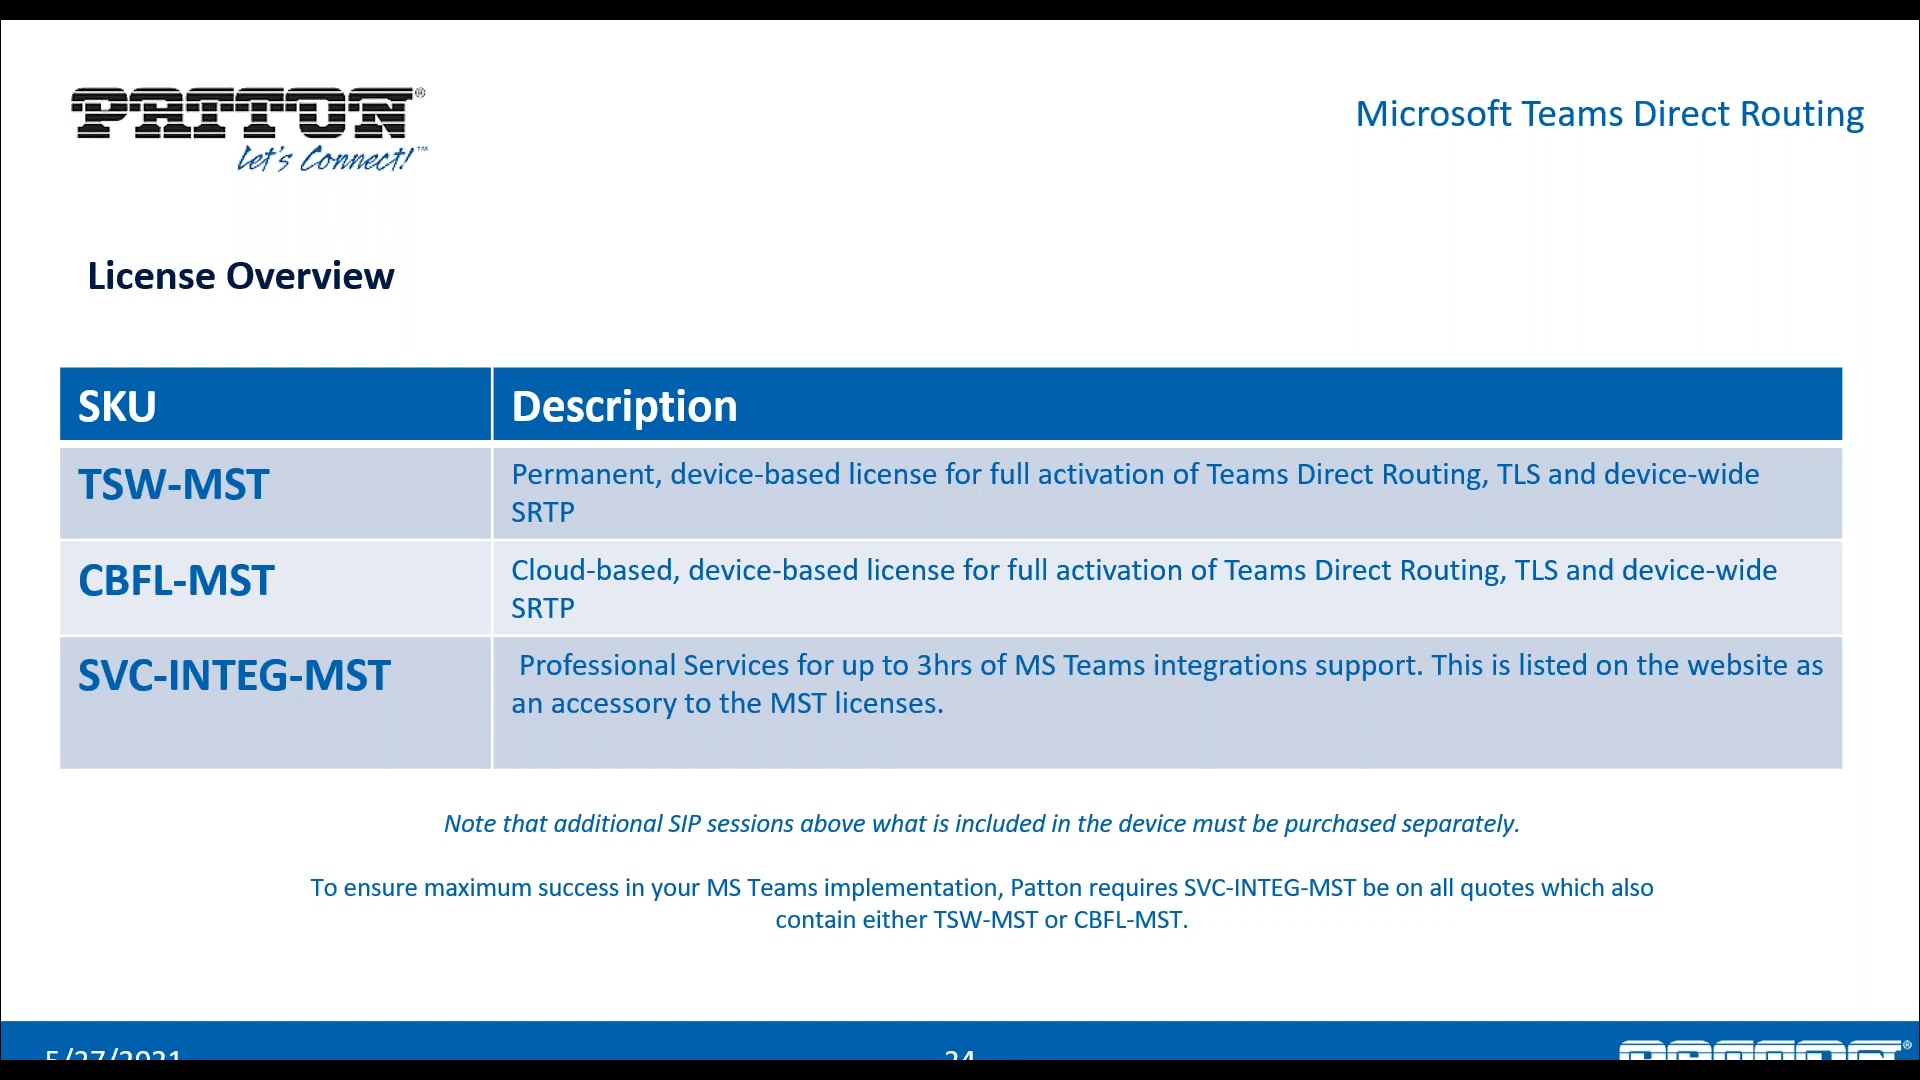 PATTON®
Let's Connect!™
Microsoft Teams Direct Routing
License Overview
SKU
Description
TSW-MST
Permanent, device-based license for full activation of Teams Direct Routing, TLS and device-wide
SRTP
CBFL-MST
Cloud-based, device-based license for full activation of Teams Direct Routing, TLS and device-wide
SRTP
SVC-INTEG-MST
Professional Services for up to 3hrs of MS Teams integrations support. This is listed on the website as
an accessory to the MST licenses.
Note that additional SIP sessions above what is included in the device must be purchased separately.
To ensure maximum success in your MS Teams implementation, Patton requires SVC-INTEG-MST be on all quotes which also
contain either TSW-MST or CBFL-MST.
5/27/2021
24
PATTON®